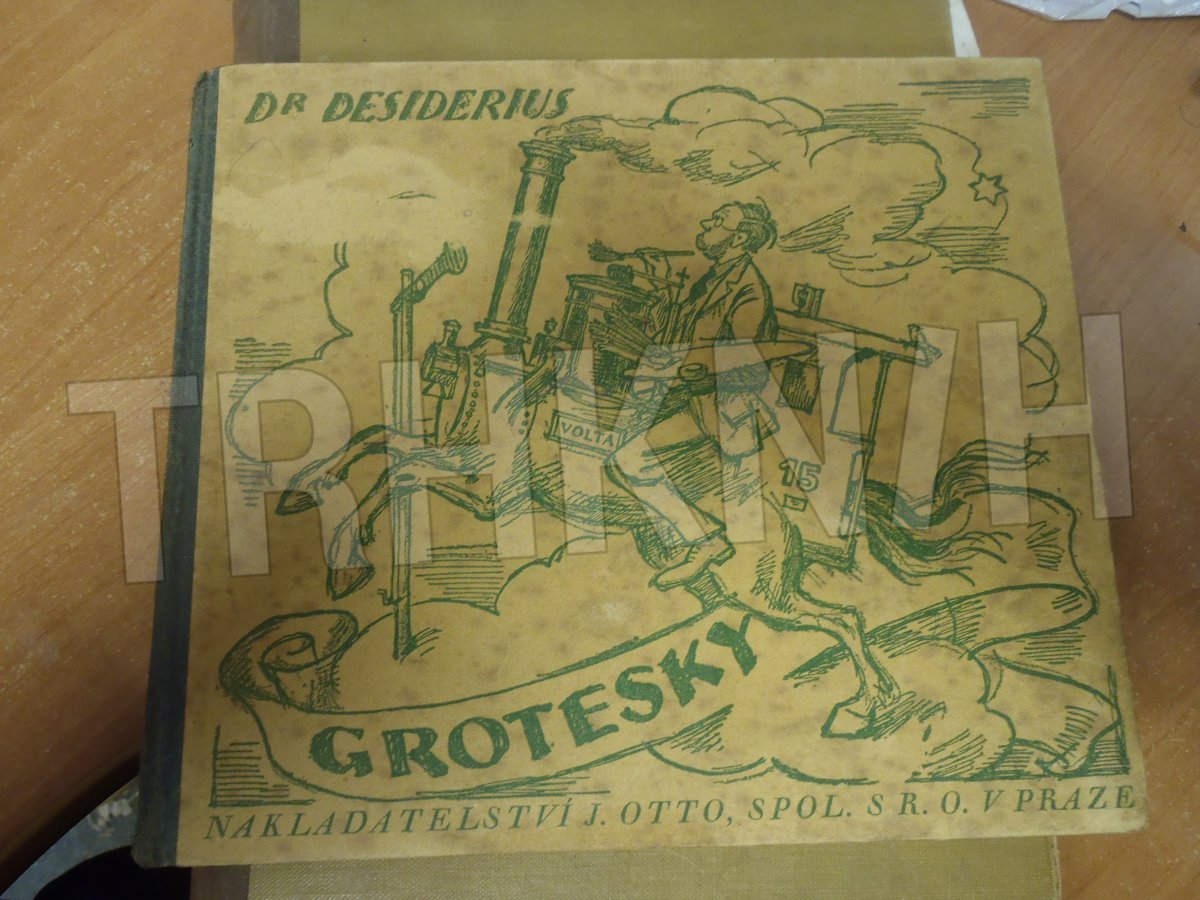 DR DESIDERIUS
VOLTA
15
GROTESKY
NAKLADATELSTVÍ J. OTTO, SPOL. S R. O. V PRAZE
TRHKNIH